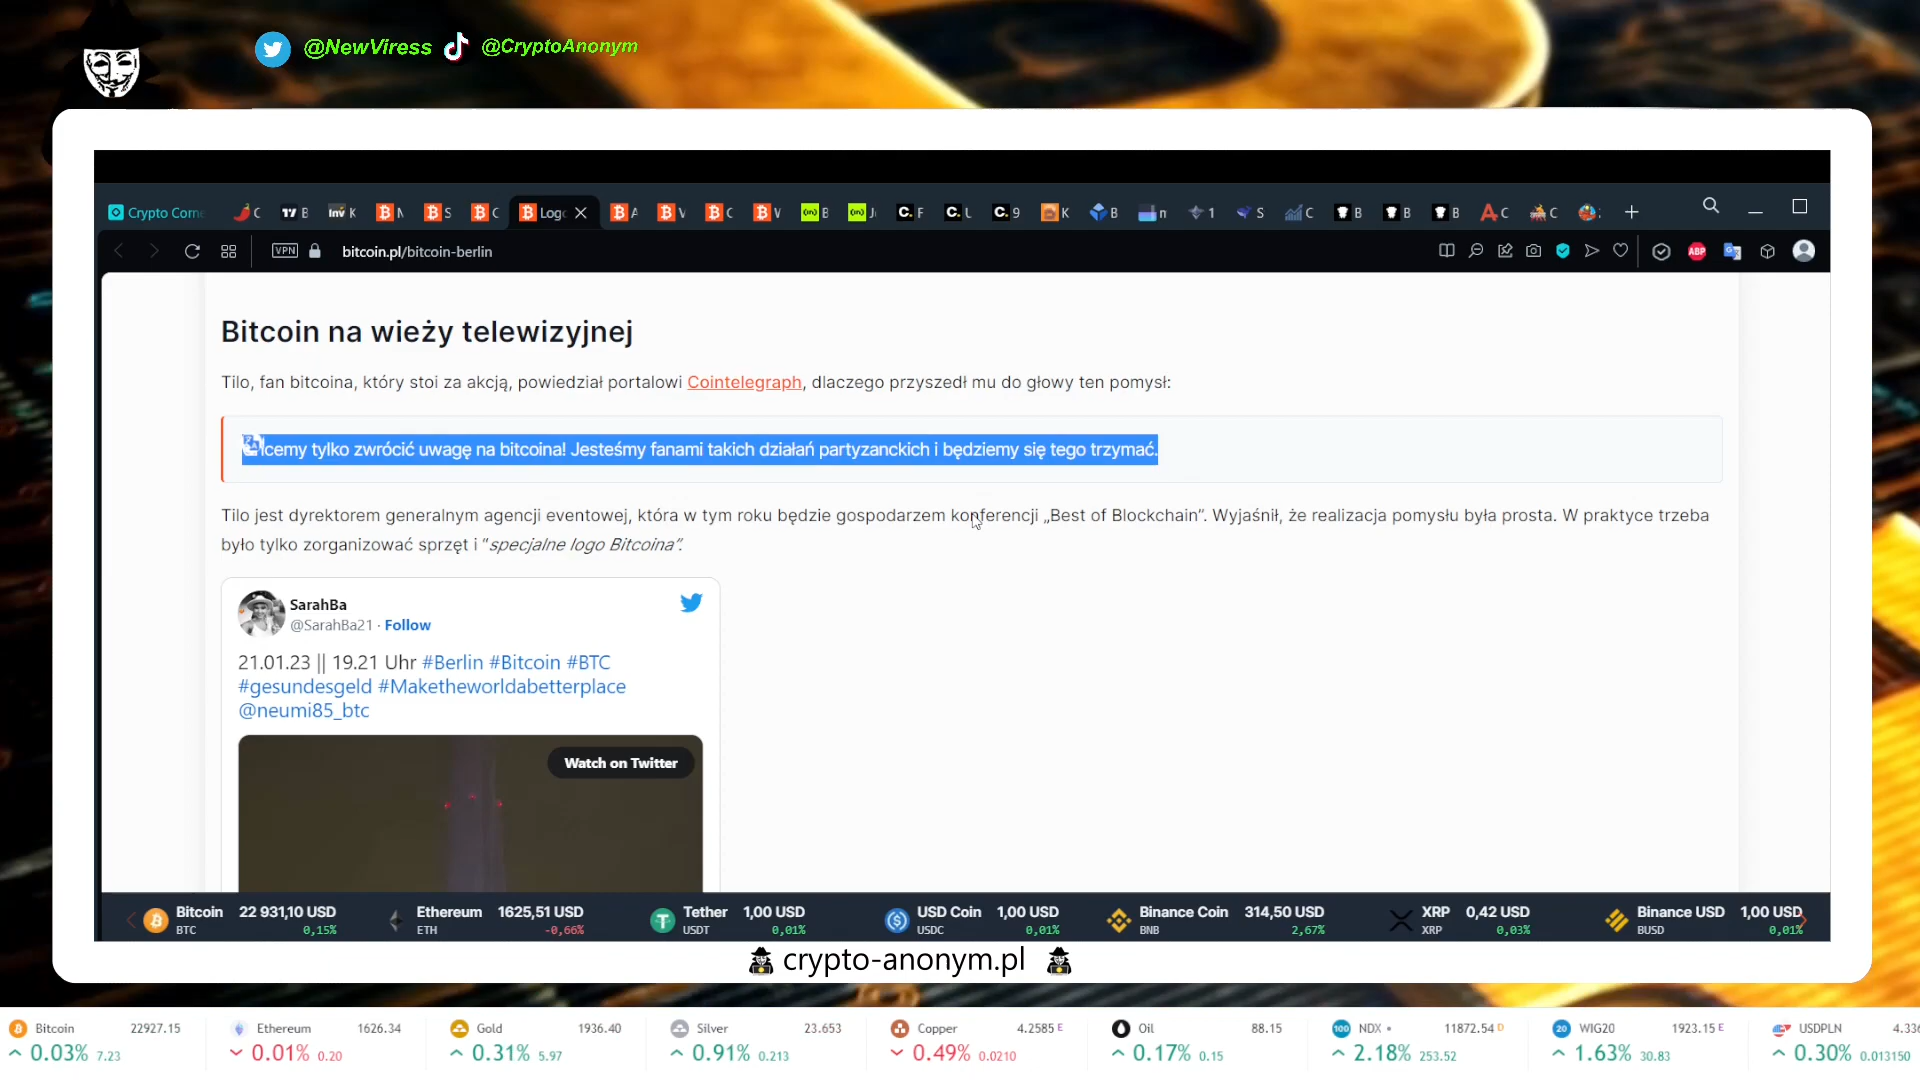 @NewViress @CryptoAnonym
Crypto Corne
Logo
VPN bitcoin.pl/bitcoin-berlin ABP
Bitcoin na wieży telewizyjnej
Tilo, fan bitcoina, który stoi za akcją, powiedział portalowi Cointelegraph, dlaczego przyszedł mu do głowy ten pomysł:
cemy tylko zwrócić uwagę na bitcoina! Jesteśmy fanami takich działań partyzanckich i będziemy się tego trzymać.
Tilo jest dyrektorem generalnym agencji eventowej, która w tym roku będzie gospodarzem konferencji „Best of Blockchain”. Wyjaśnił, że realizacja pomysłu była prosta. W praktyce trzeba
było tylko zorganizować sprzęt i “specjalne logo Bitcoina”.
SarahBa
@SarahBa21 · Follow
21.01.23 || 19.21 Uhr #Berlin #Bitcoin #BTC
#gesundesgeld #Maketheworldabetterplace
@neumi85_btc
Watch on Twitter
Bitcoin 22 931,10 USD Ethereum 1625,51 USD Tether 1,00 USD USD Coin 1,00 USD Binance Coin 314,50 USD XRP 0,42 USD Binance USD 1,00 USD
BTC 0,15% ETH -0,66% USDT 0,01% USDC 0,01% BNB 2,67% XRP 0,03% BUSD 0,01%
crypto-anonym.pl
Bitcoin 22927.15 Ethereum 1626.34 Gold 1936.40 Silver 23.653 Copper 4.2585 E Oil 88.15 100 NDX 11872.54 D 20 WIG20 1923.15 E USDPLN 4.336
0.03% 7.23 0.01% 0.20 0.31% 5.97 0.91% 0.213 0.49% 0.0210 0.17% 0.15 2.18% 253.52 1.63% 30.83 0.30% 0.013150